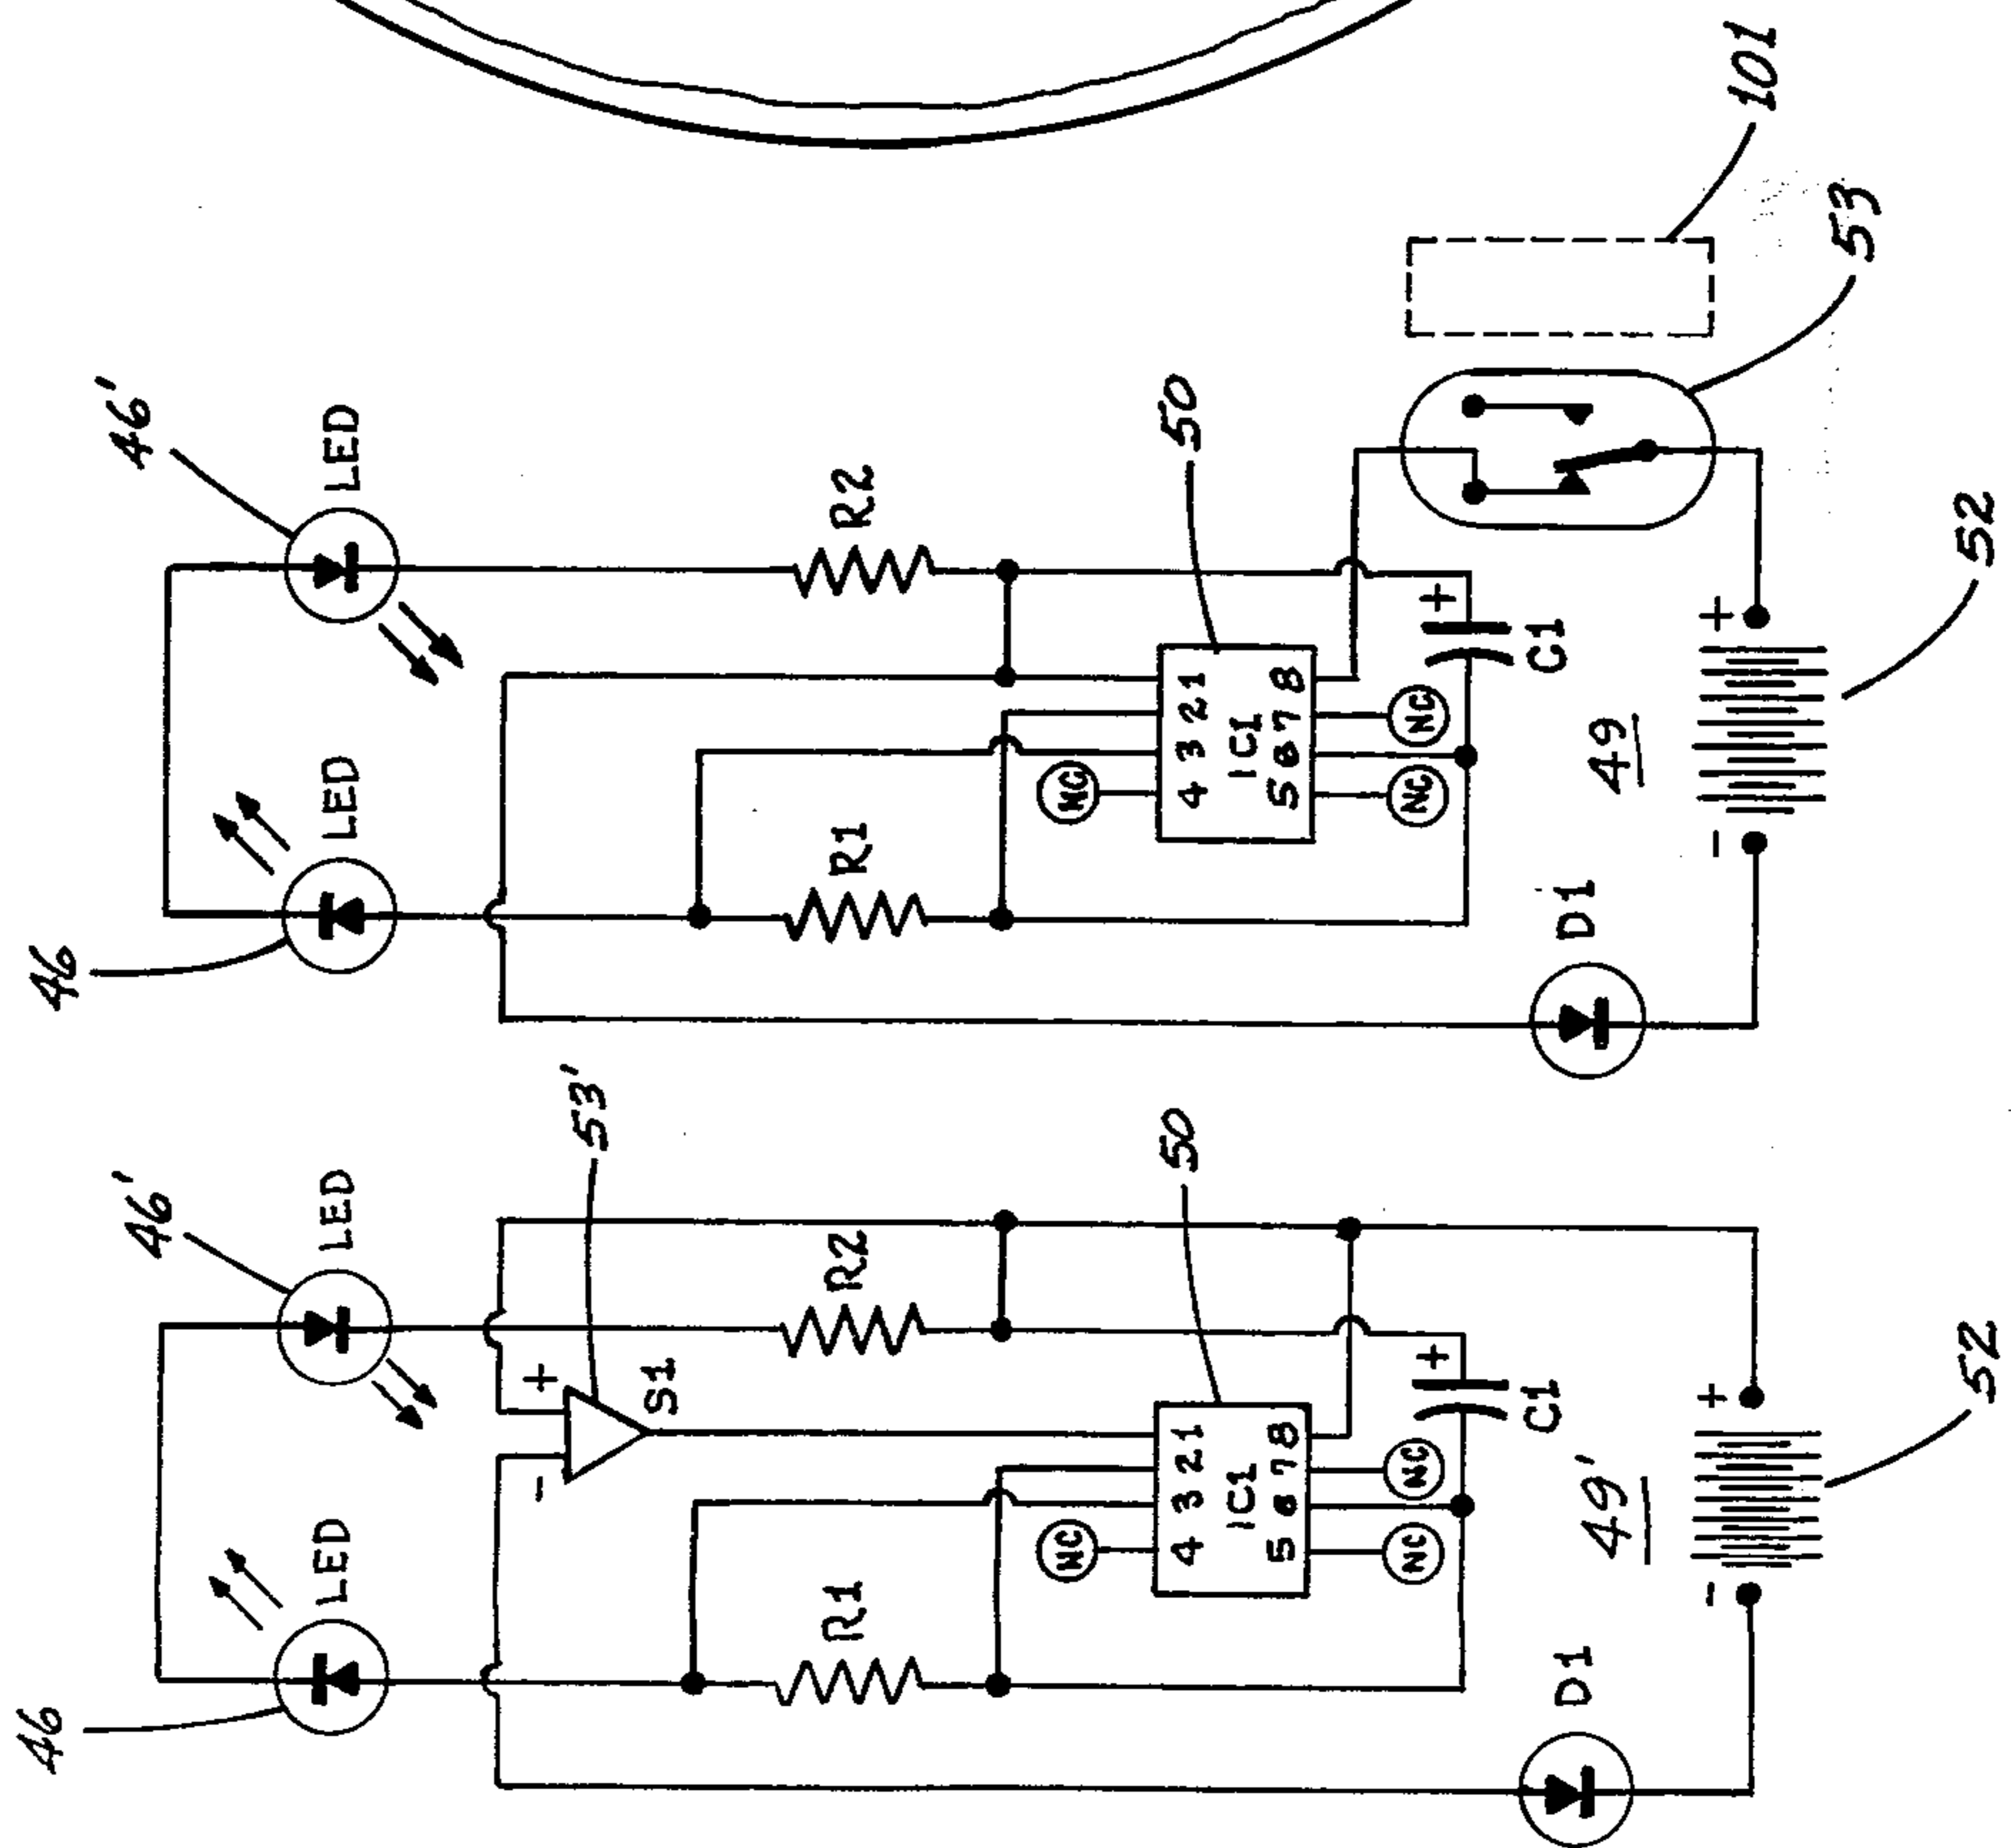 101
53
46'
LED
50
R2
+
C1
52
+
46
LED
R1
NC
4 3 2 1
IC1
5 6 7 8
NC
NC
49
-
D1
46'
LED
53'
+
-
S1
R2
50
+
C1
52
+
46
LED
R1
NC
4 3 2 1
IC1
5 6 7 8
NC
NC
49'
-
D1